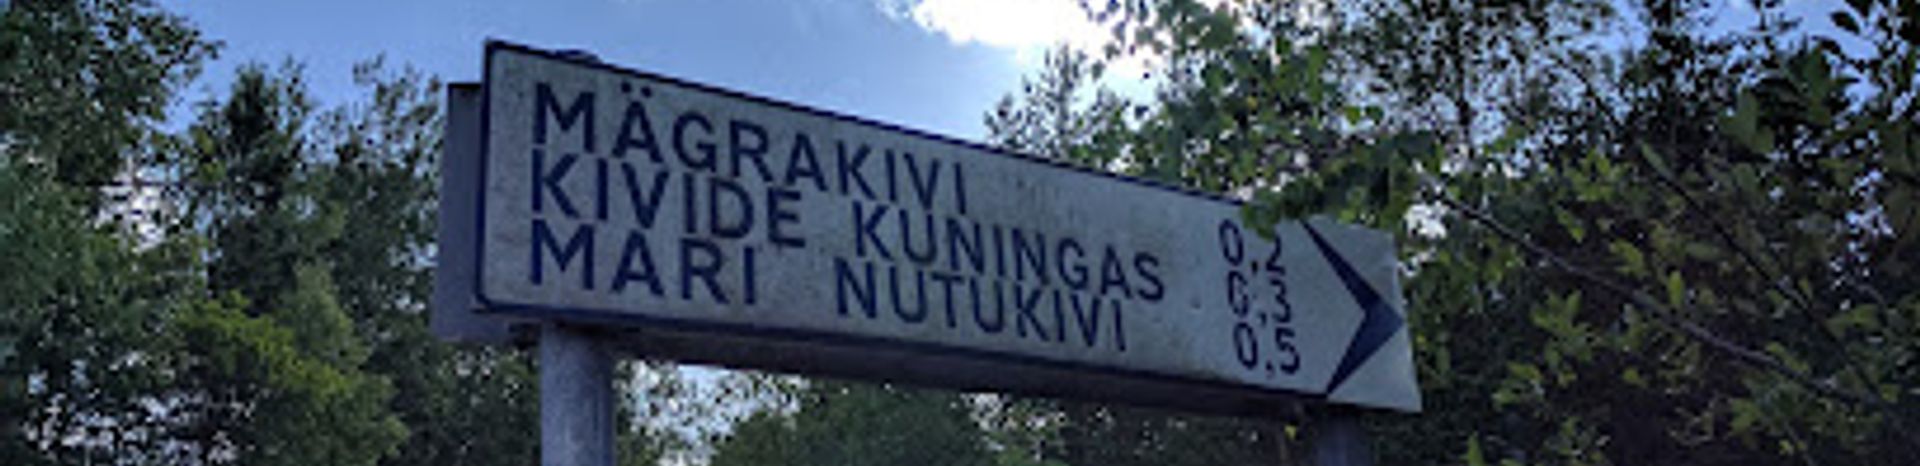 MÄGRAKIVI 0,2
KIVIDE KUNINGAS 0,3
MARI NUTUKIVI 0,5